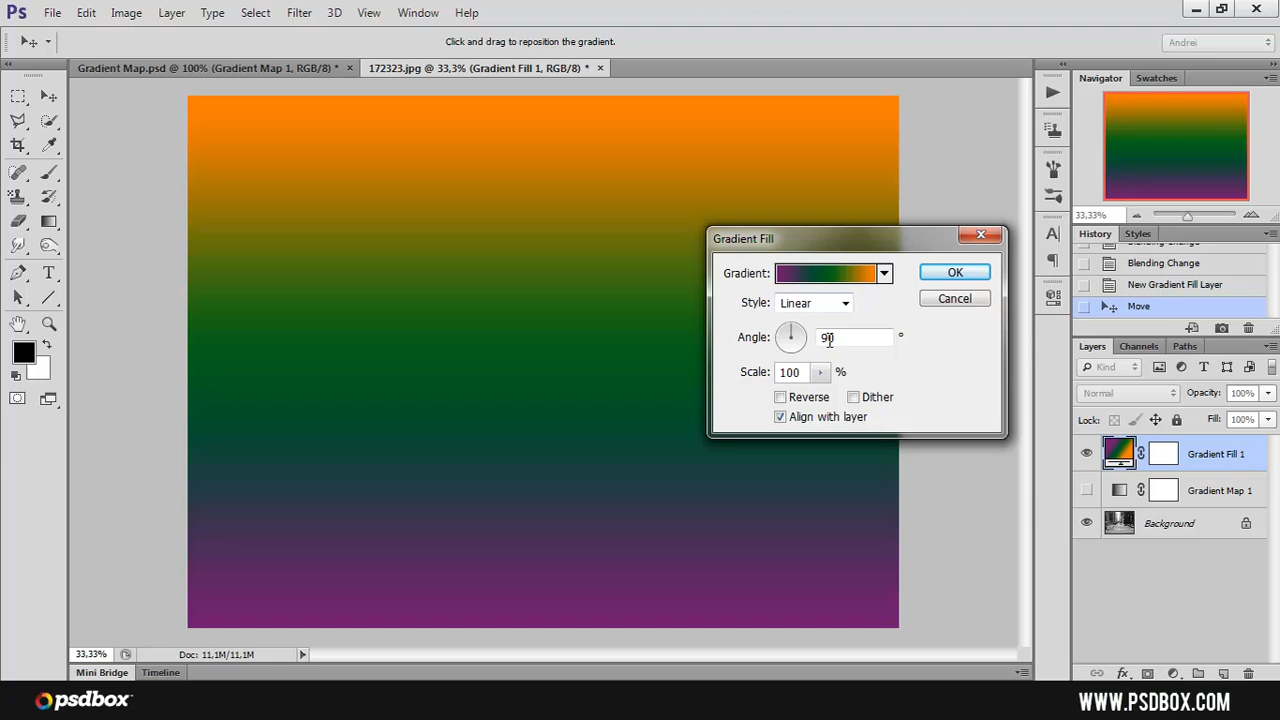 Ps File Edit Image Layer Type Select Filter 3D View Window Help
Click and drag to reposition the gradient.
Andrei
Gradient Map.psd @ 100% (Gradient Map 1, RGB/8) * ×
172323.jpg @ 33,3% (Gradient Fill 1, RGB/8) * ×
Navigator Swatches
33,33%
History Styles
Blending Change
Blending Change
New Gradient Fill Layer
Move
Layers Channels Paths
Kind
Normal Opacity: 100%
Lock: Fill: 100%
Gradient Fill 1
Gradient Map 1
Background
Gradient Fill
Gradient: OK
Style: Linear Cancel
Angle: 90 °
Scale: 100 %
Reverse Dither
Align with layer
33,33% Doc: 11,1M/11,1M
Mini Bridge Timeline
psdbox
WWW.PSDBOX.COM